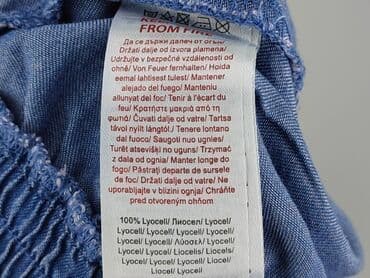 KEEP
FROM FIRE
Да се държи далеч от огън/
Držati dalje od izvora plamena/
Udržujte v bezpečné vzdálenosti od
ohně/ Von Feuer fernhalten/ Hoida
eemal lahtisest tulest/ Mantener
alejado del fuego/ Manteniu
allunyat del foc/ Tenir à l'écart du
feu/ Κρατήστε μακριά από τη
φωτιά/ Čuvati dalje od vatre/ Tartsa
távol nyílt lángtól./ Tenere lontano
dal fuoco/ Saugoti nuo ugnies/
Turēt atsevišķi no uguns/ Trzymać
z dala od ognia/ Manter longe do
fogo/ Păstrați departe de sursele
de foc/ Držati dalje od vatre/ Ne
uporabljajte v bližini ognja/ Chráňte
pred otvoreným ohňom
100% Lyocell/ Лиосел/ Lyocell/
Lyocell/ Lyocell/ Lyocell/ Lyocell/
Lyocell/ Λυόσελ/ Lyocell/
Lyocell/ Liocell/ Liocelis/ Lyocell/
Lyocell/ Liocel/ Lyocell/ Lyocell/
Liocel/ Lyocell